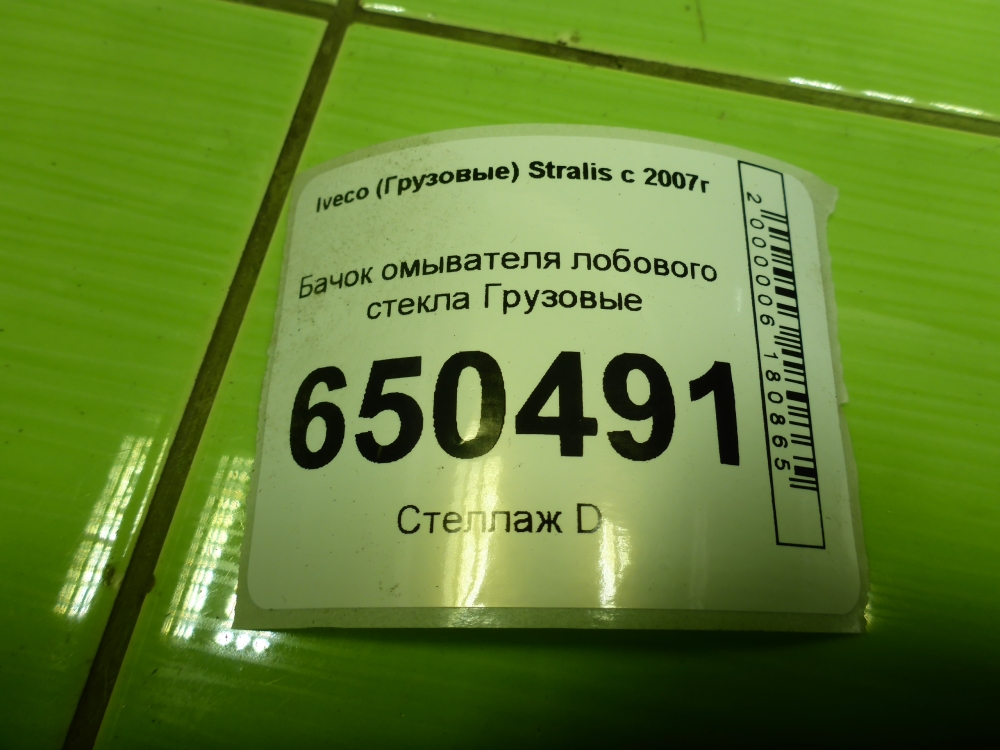 Iveco (Грузовые) Stralis с 2007г
Бачок омывателя лобового
стекла Грузовые
650491
Стеллаж D
2000006180865